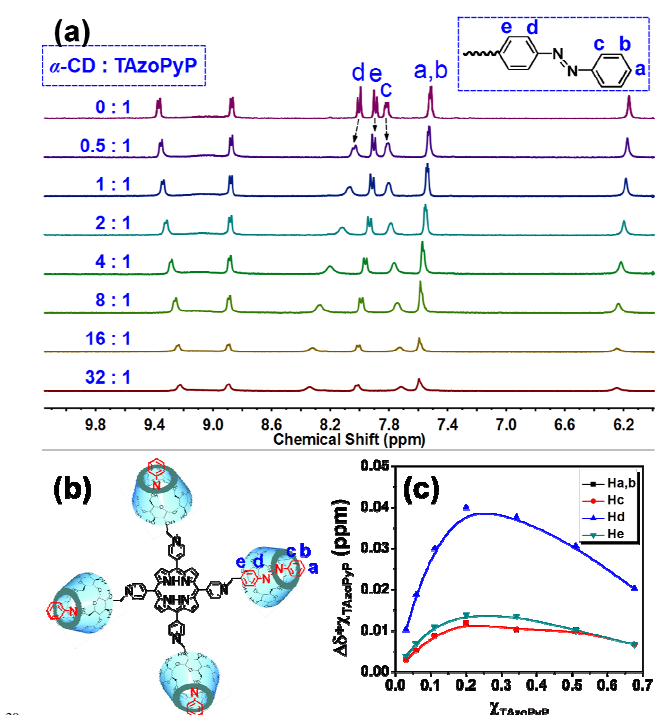 (a)
α-CD : TAzoPyP
0 : 1
0.5 : 1
1 : 1
2 : 1
4 : 1
8 : 1
16 : 1
32 : 1
d e c a,b
e d N N c b a
9.8 9.6 9.0 8.6 8.2 7.8 7.4 7.0 6.6 6.2
Chemical Shift (ppm)
(b)
N
N
N
e d N N c b a
N NH N HN N
(c)
Ha,b
Hc
Hd
He
0.05
0.04
0.03
0.02
0.01
0.00
0.0 0.1 0.2 0.3 0.4 0.5 0.6 0.7
Δδ*χTAzoPyP (ppm)
χTAzoPyP